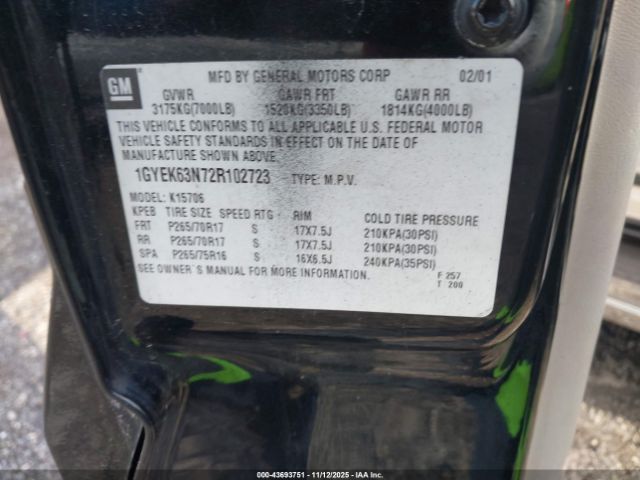 GM
MFD BY GENERAL MOTORS CORP 02/01
GVWR GAWR FRT GAWR RR
3175KG(7000LB) 1520KG(3350LB) 1814KG(4000LB)
THIS VEHICLE CONFORMS TO ALL APPLICABLE U.S. FEDERAL MOTOR
VEHICLE SAFETY STANDARDS IN EFFECT ON THE DATE OF
MANUFACTURE SHOWN ABOVE.
1GYEK63N72R102723 TYPE: M.P.V.
MODEL: K15706
KPEB TIRE SIZE SPEED RTG RIM COLD TIRE PRESSURE
FRT P265/70R17 S 17X7.5J 210KPA(30PSI)
RR P265/70R17 S 17X7.5J 210KPA(30PSI)
SPA P265/75R16 S 16X6.5J 240KPA(35PSI)
SEE OWNER'S MANUAL FOR MORE INFORMATION.
F 257
T 200
000-43693751 - 11/12/2025 - IAA Inc.